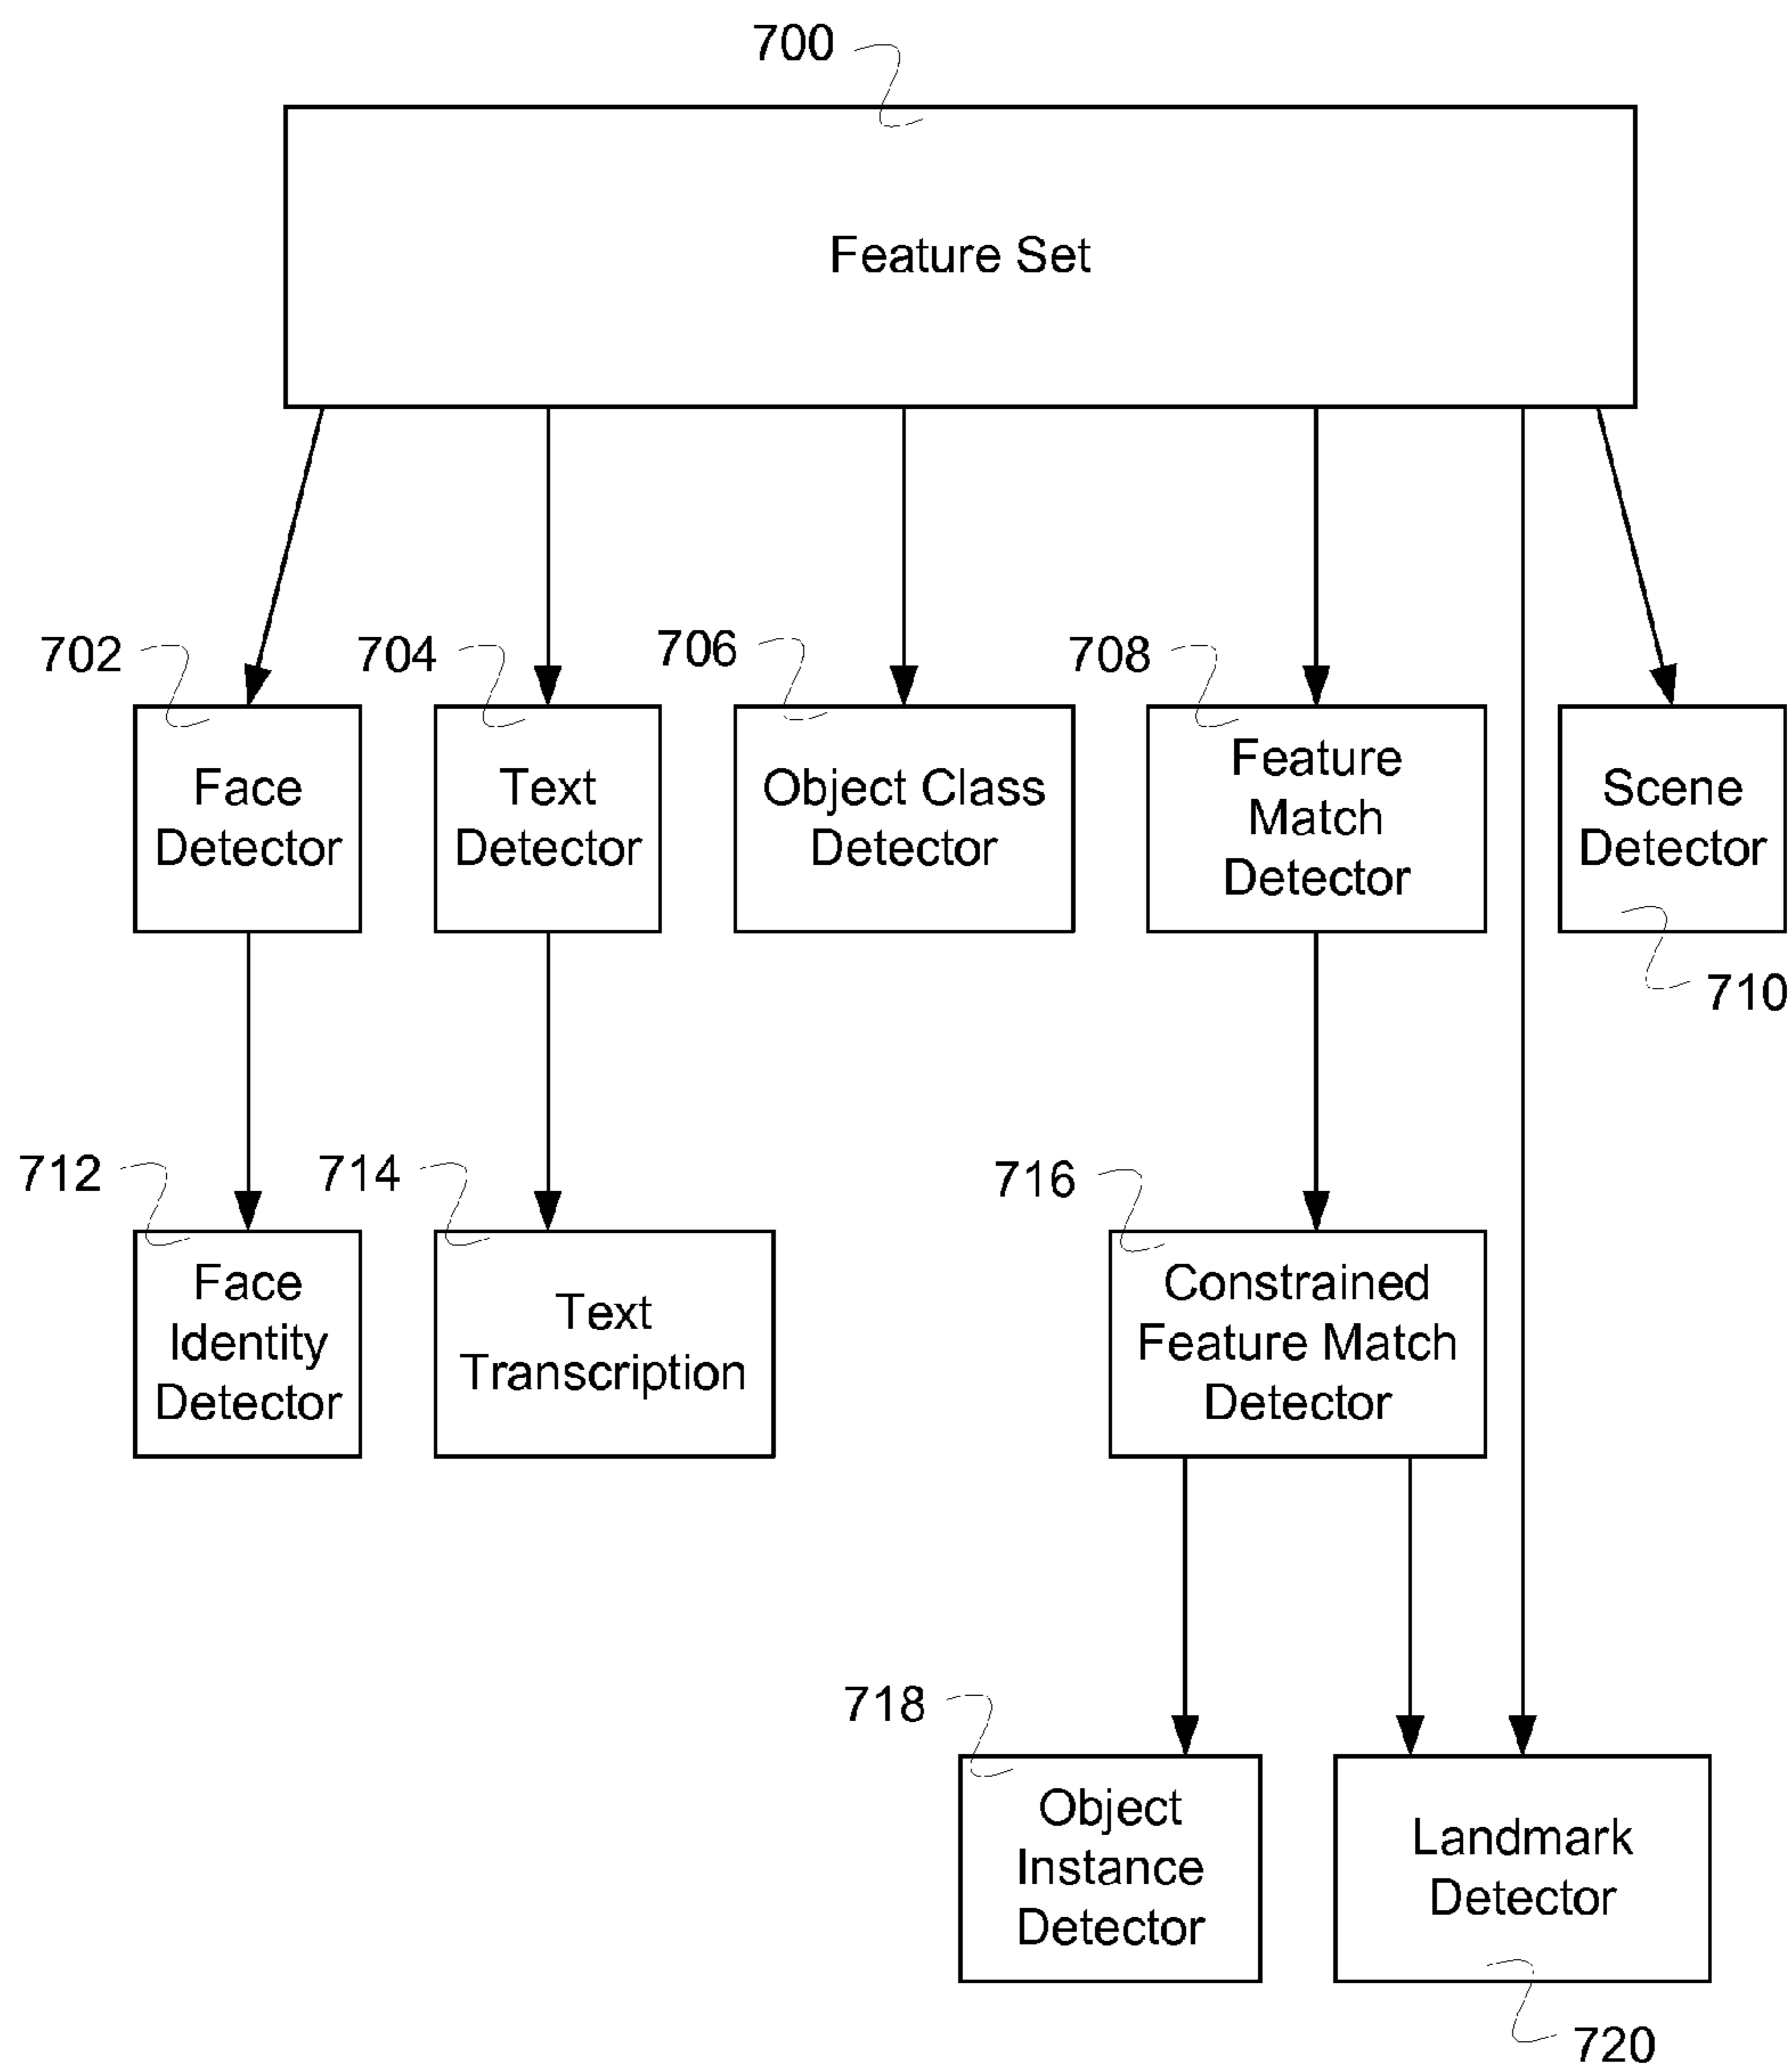 700
Feature Set
702
704
706
708
Face
Detector
Text
Detector
Object Class
Detector
Feature
Match
Detector
Scene
Detector
710
712
714
716
Face
Identity
Detector
Text
Transcription
Constrained
Feature Match
Detector
718
Object
Instance
Detector
Landmark
Detector
720